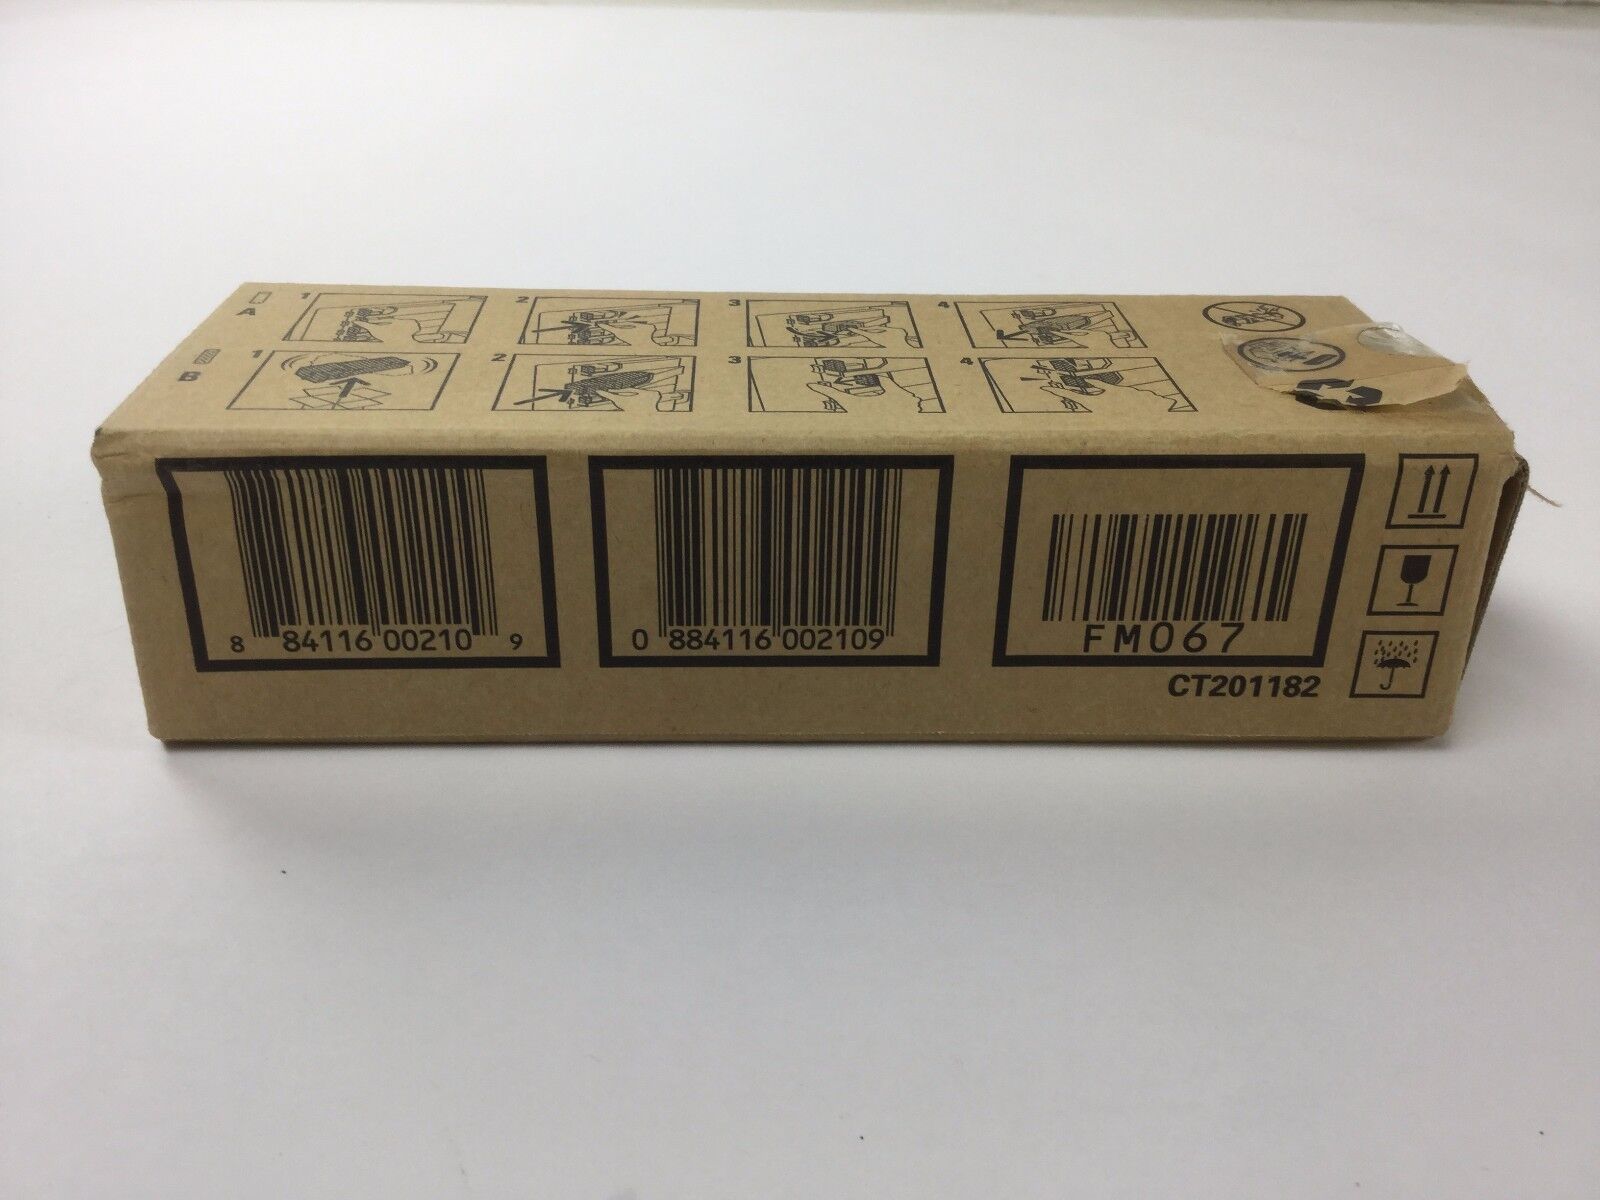 A 1 2 3 4
B 1 2 3 4
8 84116 00210 9
0 884116 002109
FM067
CT201182